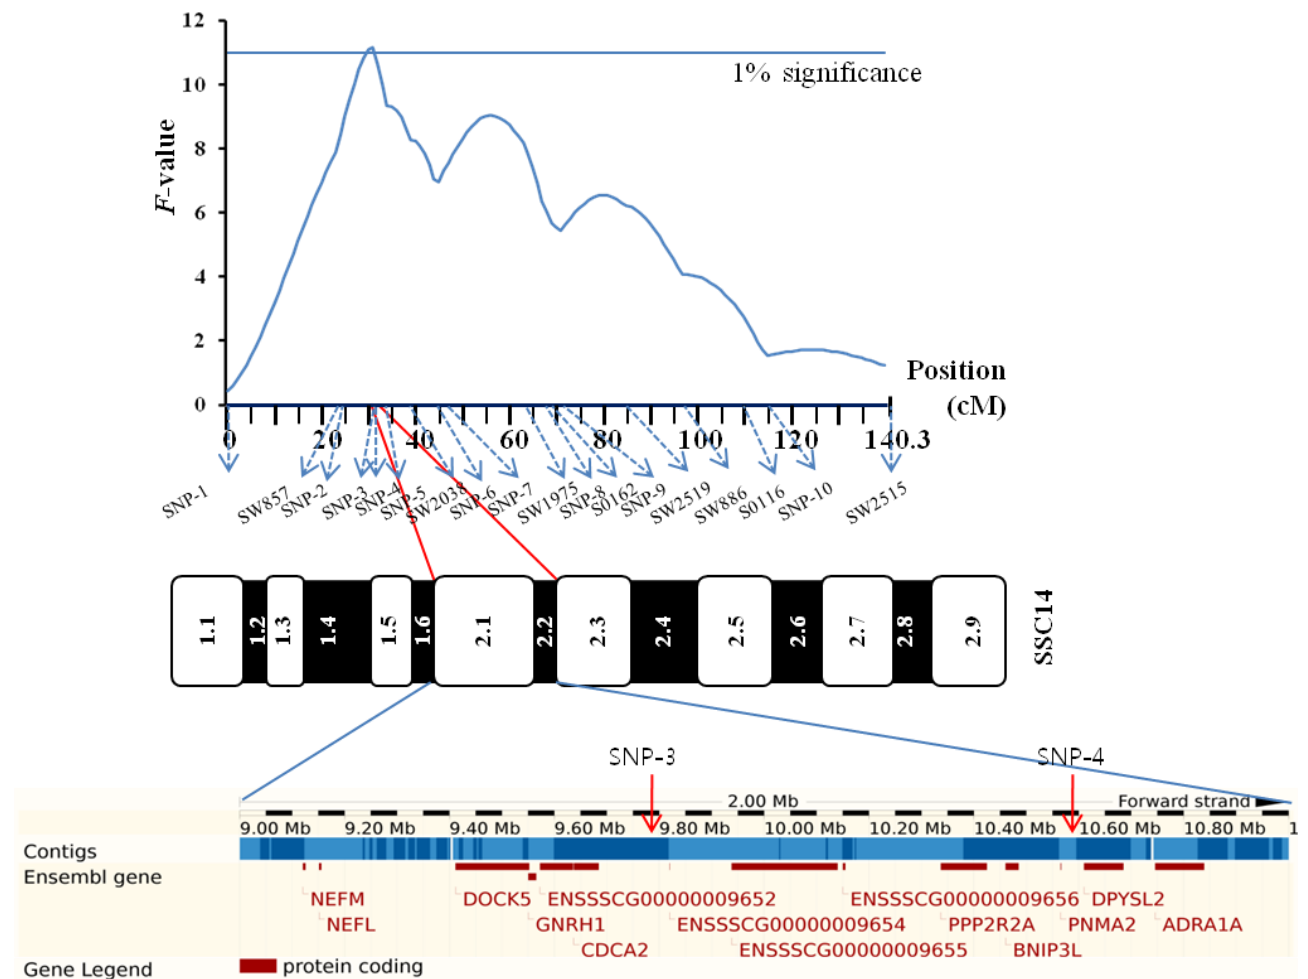 12
1% significance
10
F-value
8
6
4
2
Position
(cM)
0
0 20 40 60 80 100 120 140.3
SNP-1 SW857 SNP-2 SNP-3 SNP-4 SNP-5 SW2038 SNP-6 SNP-7 SW1975 SNP-8 S0162 SNP-9 SW2519 SW886 S0116 SNP-10 SW2515
1.1 1.2 1.3 1.4 1.5 1.6 2.1 2.2 2.3 2.4 2.5 2.6 2.7 2.8 2.9 SSC14
SNP-3 SNP-4
2.00 Mb Forward strand
9.00 Mb 9.20 Mb 9.40 Mb 9.60 Mb 9.80 Mb 10.00 Mb 10.20 Mb 10.40 Mb 10.60 Mb 10.80 Mb 1
Contigs
Ensembl gene
NEFM DOCK5 ENSSSCG00000009652 ENSSSCG00000009656 DPYSL2
NEFL GNRH1 ENSSSCG00000009654 PPP2R2A PNMA2 ADRA1A
CDCA2 ENSSSCG00000009655 BNIP3L
Gene Legend protein coding